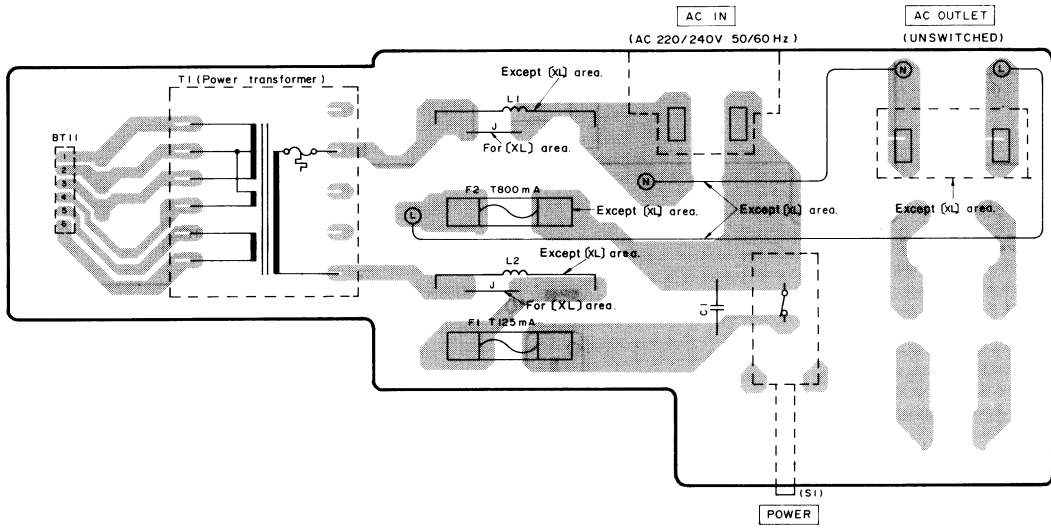 AC IN
(AC 220/240V 50/60 Hz)
AC OUTLET
(UNSWITCHED)
T1 (Power transformer)
Except [XL] area.
L1
J
For [XL] area.
BT11
1
2
3
4
5
6
N
L
N
L
F2 T800mA
Except [XL] area.
Except [XL] area.
Except [XL] area.
L2
Except [XL] area.
J
For [XL] area.
C1
F1 T125mA
(S1)
POWER